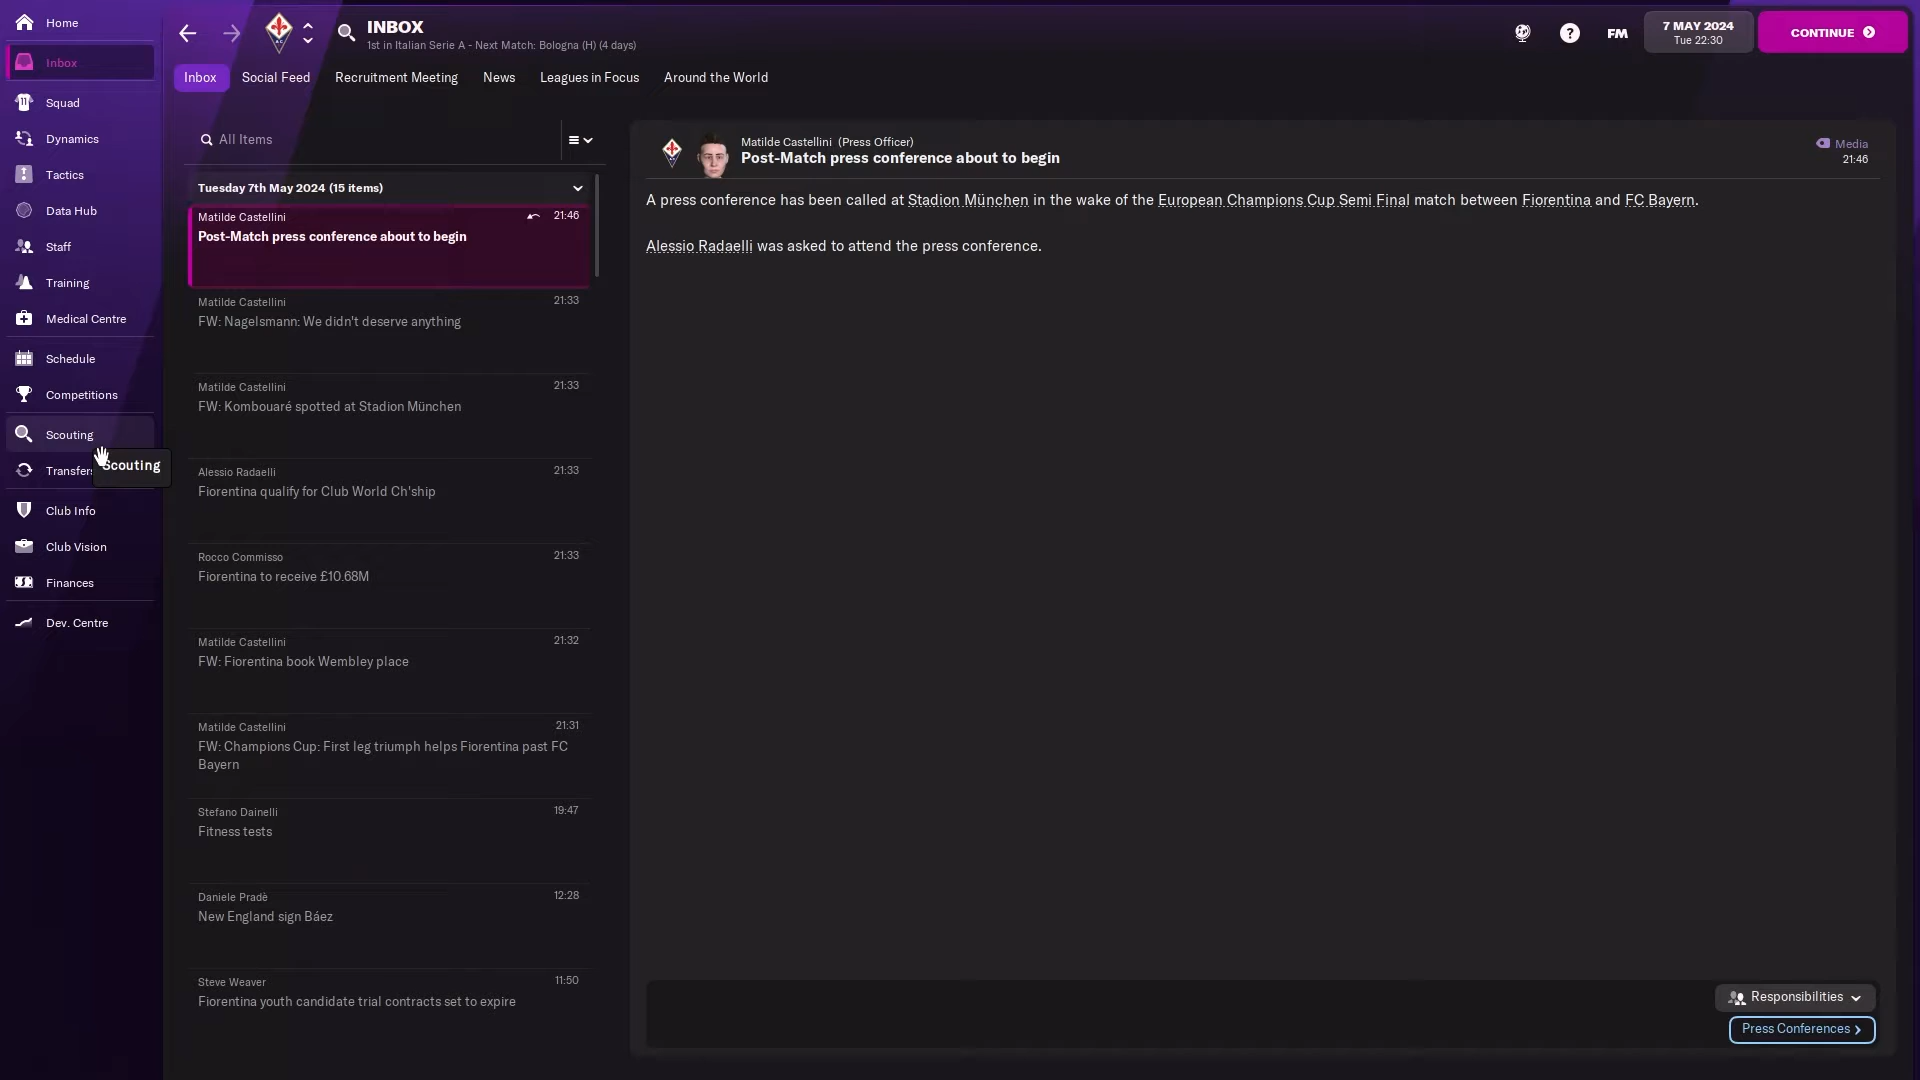 Home
Inbox
Squad
Dynamics
Tactics
Data Hub
Staff
Training
Medical Centre
Schedule
Competitions
Scouting
Transfers
Scouting
Club Info
Club Vision
Finances
Dev. Centre
INBOX
1st in Italian Serie A - Next Match: Bologna (H) (4 days)
FM
7 MAY 2024
Tue 22:30
CONTINUE
Inbox Social Feed Recruitment Meeting News Leagues in Focus Around the World
All Items
Tuesday 7th May 2024 (15 items)
Matilde Castellini 21:46
Post-Match press conference about to begin
Matilde Castellini 21:33
FW: Nagelsmann: We didn't deserve anything
Matilde Castellini 21:33
FW: Kombouaré spotted at Stadion München
Alessio Radaelli 21:33
Fiorentina qualify for Club World Ch'ship
Rocco Commisso 21:33
Fiorentina to receive £10.68M
Matilde Castellini 21:32
FW: Fiorentina book Wembley place
Matilde Castellini 21:31
FW: Champions Cup: First leg triumph helps Fiorentina past FC
Bayern
Stefano Dainelli 19:47
Fitness tests
Daniele Pradè 12:28
New England sign Báez
Steve Weaver 11:50
Fiorentina youth candidate trial contracts set to expire
Matilde Castellini (Press Officer)
Post-Match press conference about to begin
Media
21:46
A press conference has been called at Stadion München in the wake of the European Champions Cup Semi Final match between Fiorentina and FC Bayern.
Alessio Radaelli was asked to attend the press conference.
Responsibilities
Press Conferences